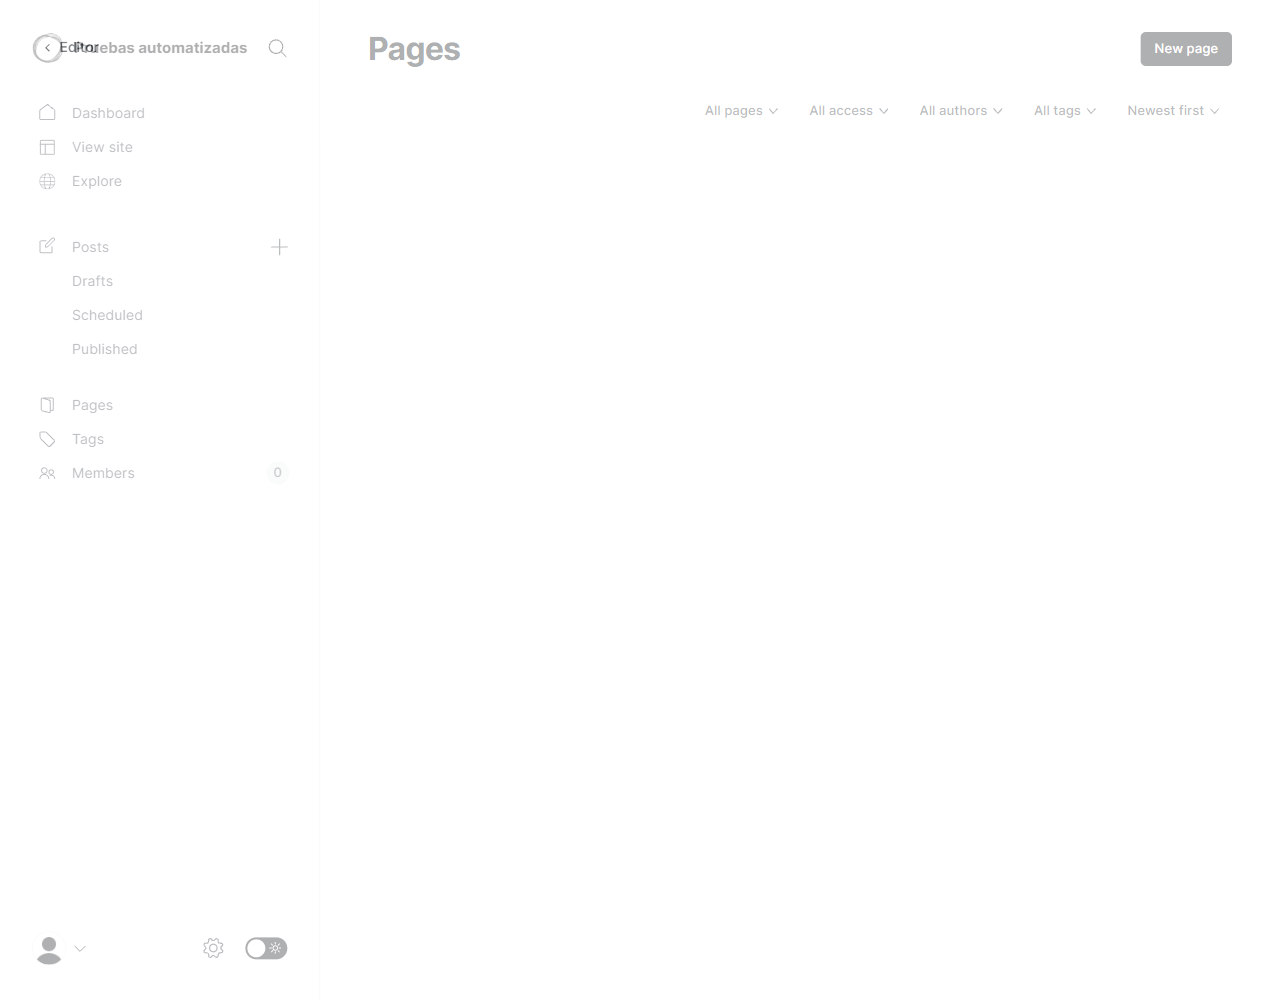 Editor
Pruebas automatizadas
Dashboard
View site
Explore
Posts
Drafts
Scheduled
Published
Pages
Tags
Members
0
Pages
New page
All pages
All access
All authors
All tags
Newest first